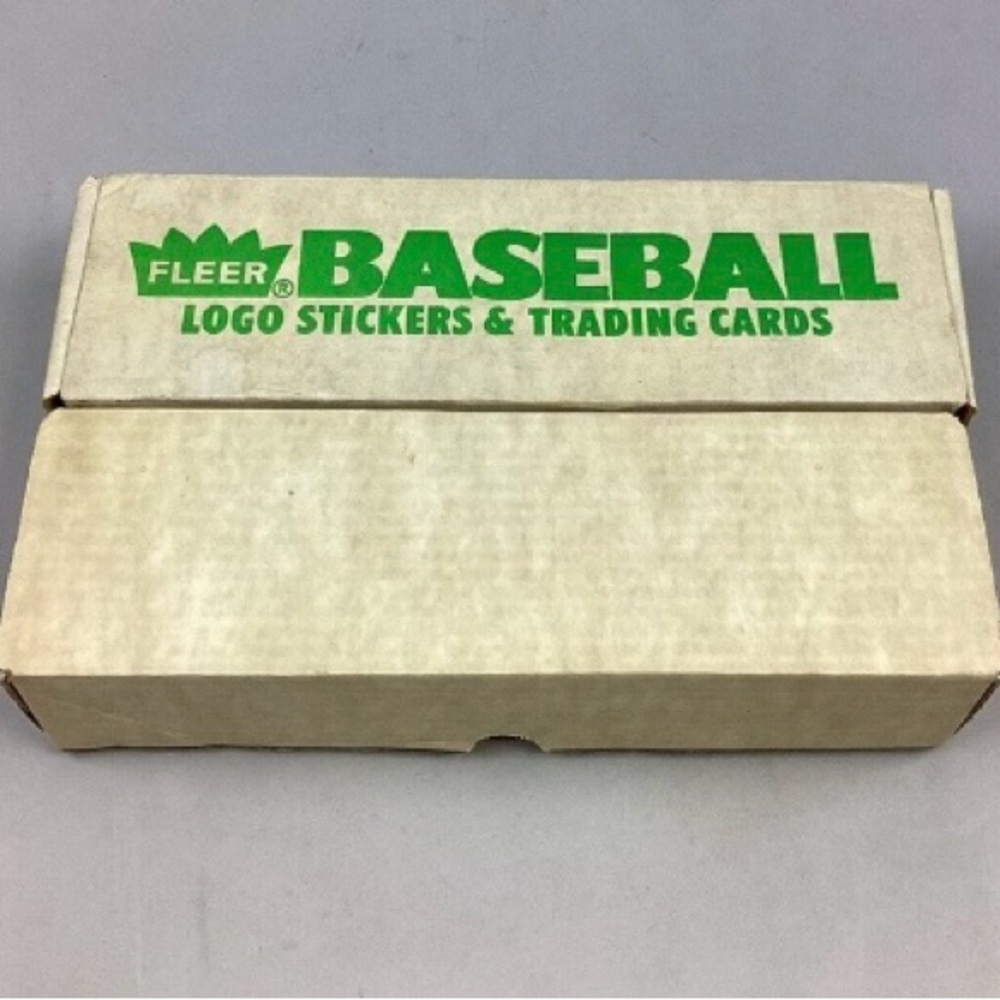 FLEER® BASEBALL
LOGO STICKERS & TRADING CARDS